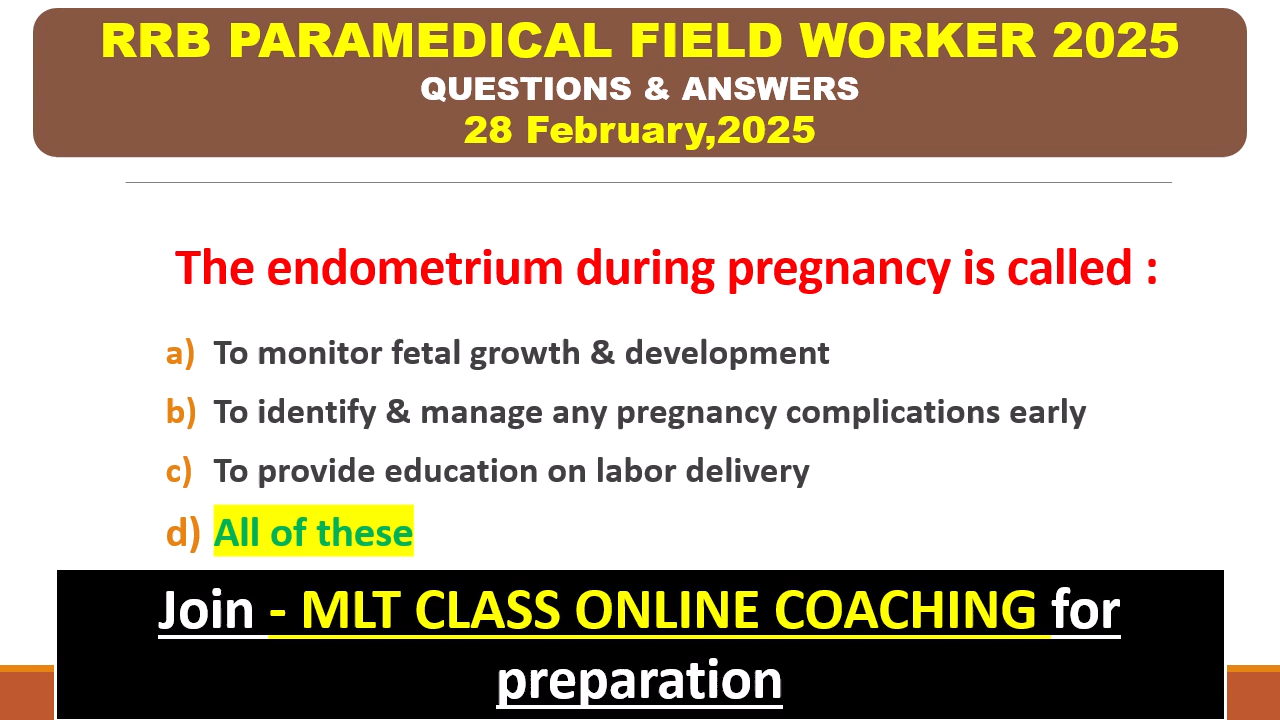 RRB PARAMEDICAL FIELD WORKER 2025
QUESTIONS & ANSWERS
28 February,2025
The endometrium during pregnancy is called :
a) To monitor fetal growth & development
b) To identify & manage any pregnancy complications early
c) To provide education on labor delivery
d) All of these
Join - MLT CLASS ONLINE COACHING for
preparation